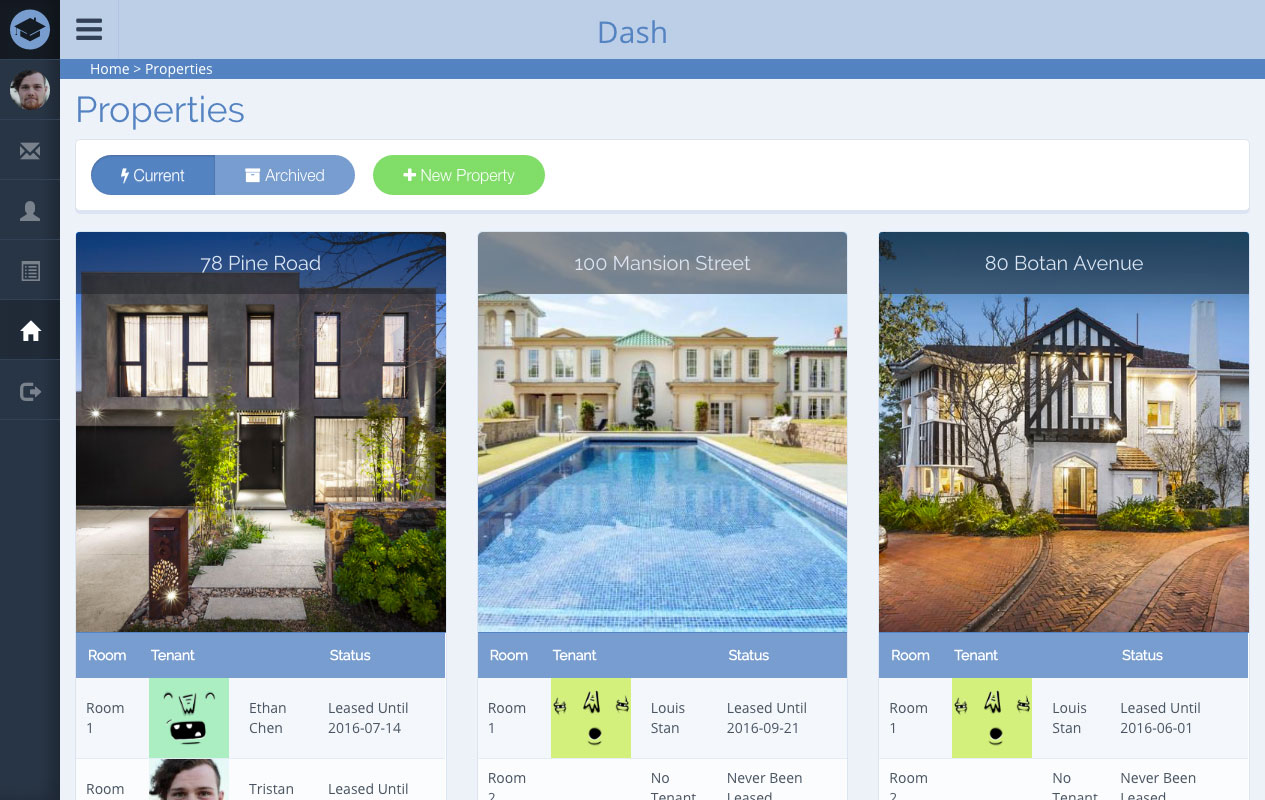 Dash
Home > Properties
Properties
Current Archived New Property
78 Pine Road 100 Mansion Street 80 Botan Avenue
Room Tenant Status Room Tenant Status Room Tenant Status
Room Ethan Leased Until Room Louis Leased Until Room Louis Leased Until
1 Chen 2016-07-14 1 Stan 2016-09-21 1 Stan 2016-06-01
Room No Never Been Room No Never Been
Room Tristan Leased Until
2 Tenant Leased 2 Tenant Leased